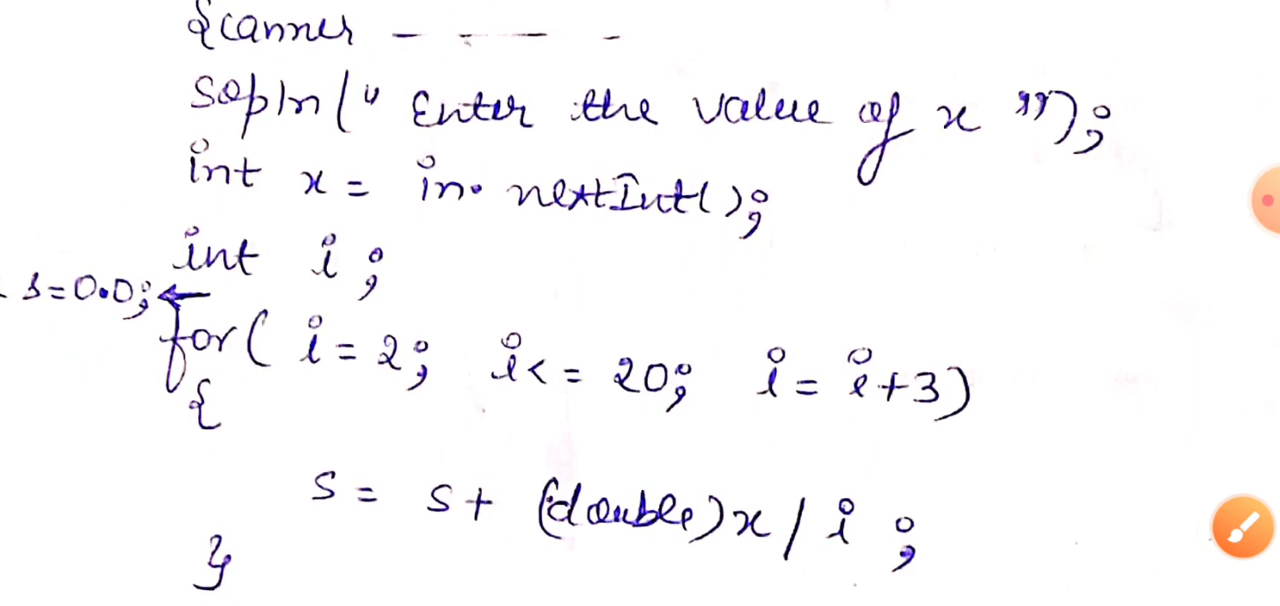 Scanner - - - -
Sopln(" Enter the value of x ");
int x = in. nextInt();
int i ;
s=0.0; ←
for( i = 2; i <= 20; i = i+3)
{
s = s + (double)x / i ;
}